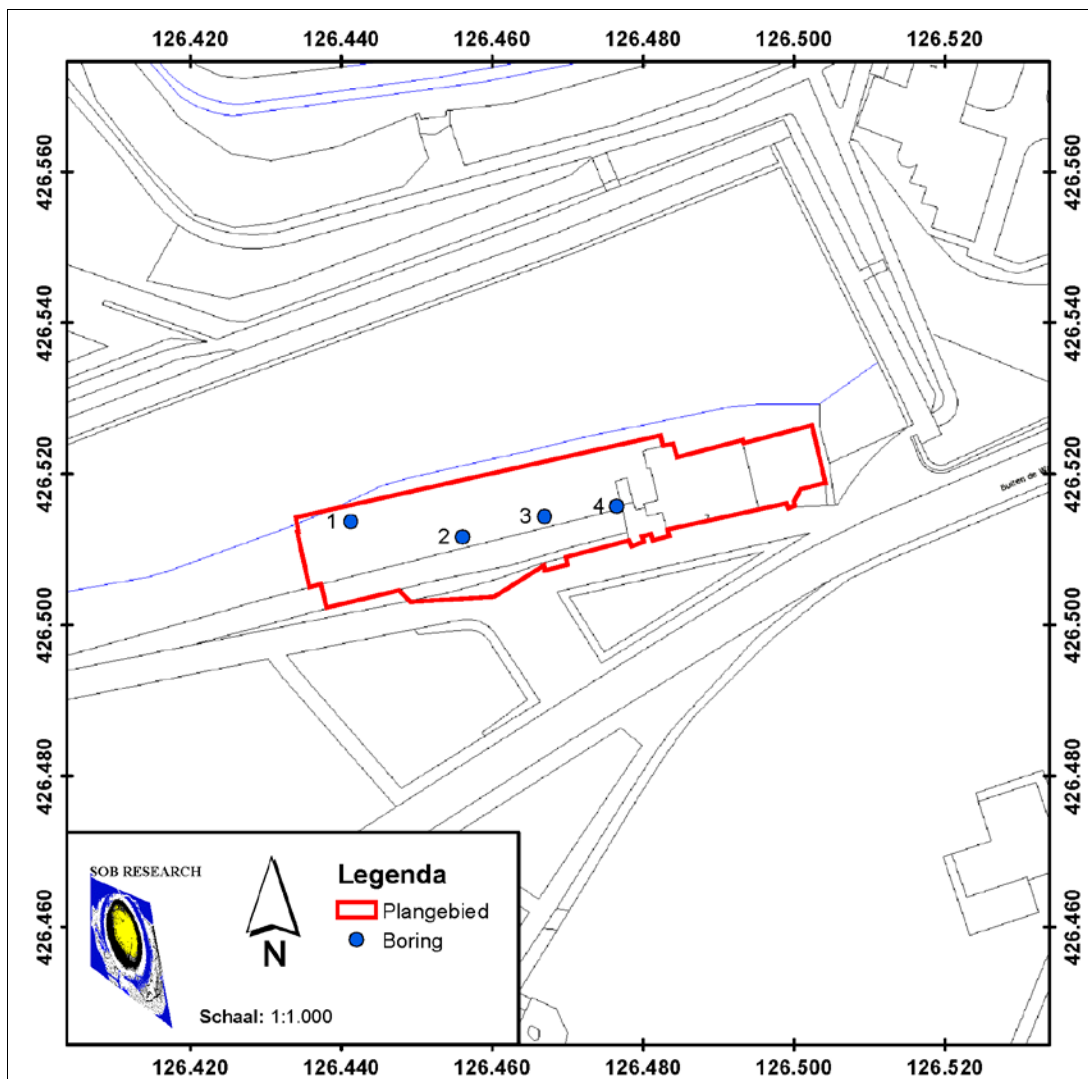 126.420 126.440 126.460 126.480 126.500 126.520
426.560 426.560
426.540 426.540
426.520 426.520
Buiten de W
1 2 3 4
426.500 426.500
426.480 426.480
426.460 426.460
SOB RESEARCH
N
Legenda
Plangebied
Boring
Schaal: 1:1.000
126.420 126.440 126.460 126.480 126.500 126.520